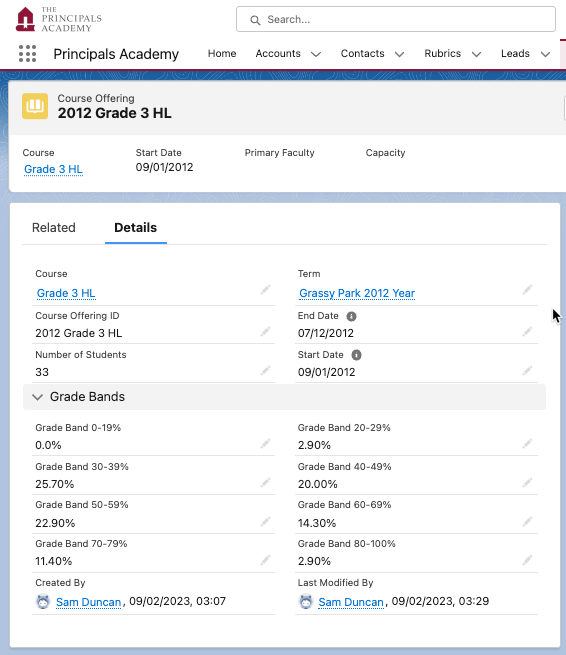 THE
PRINCIPALS
ACADEMY
Search...
Principals Academy Home Accounts Contacts Rubrics Leads
Course Offering
2012 Grade 3 HL
Course Start Date Primary Faculty Capacity
Grade 3 HL 09/01/2012
Related Details
Course Term
Grade 3 HL Grassy Park 2012 Year
Course Offering ID End Date
2012 Grade 3 HL 07/12/2012
Number of Students Start Date
33 09/01/2012
Grade Bands
Grade Band 0-19% Grade Band 20-29%
0.0% 2.90%
Grade Band 30-39% Grade Band 40-49%
25.70% 20.00%
Grade Band 50-59% Grade Band 60-69%
22.90% 14.30%
Grade Band 70-79% Grade Band 80-100%
11.40% 2.90%
Created By Last Modified By
Sam Duncan, 09/02/2023, 03:07 Sam Duncan, 09/02/2023, 03:29